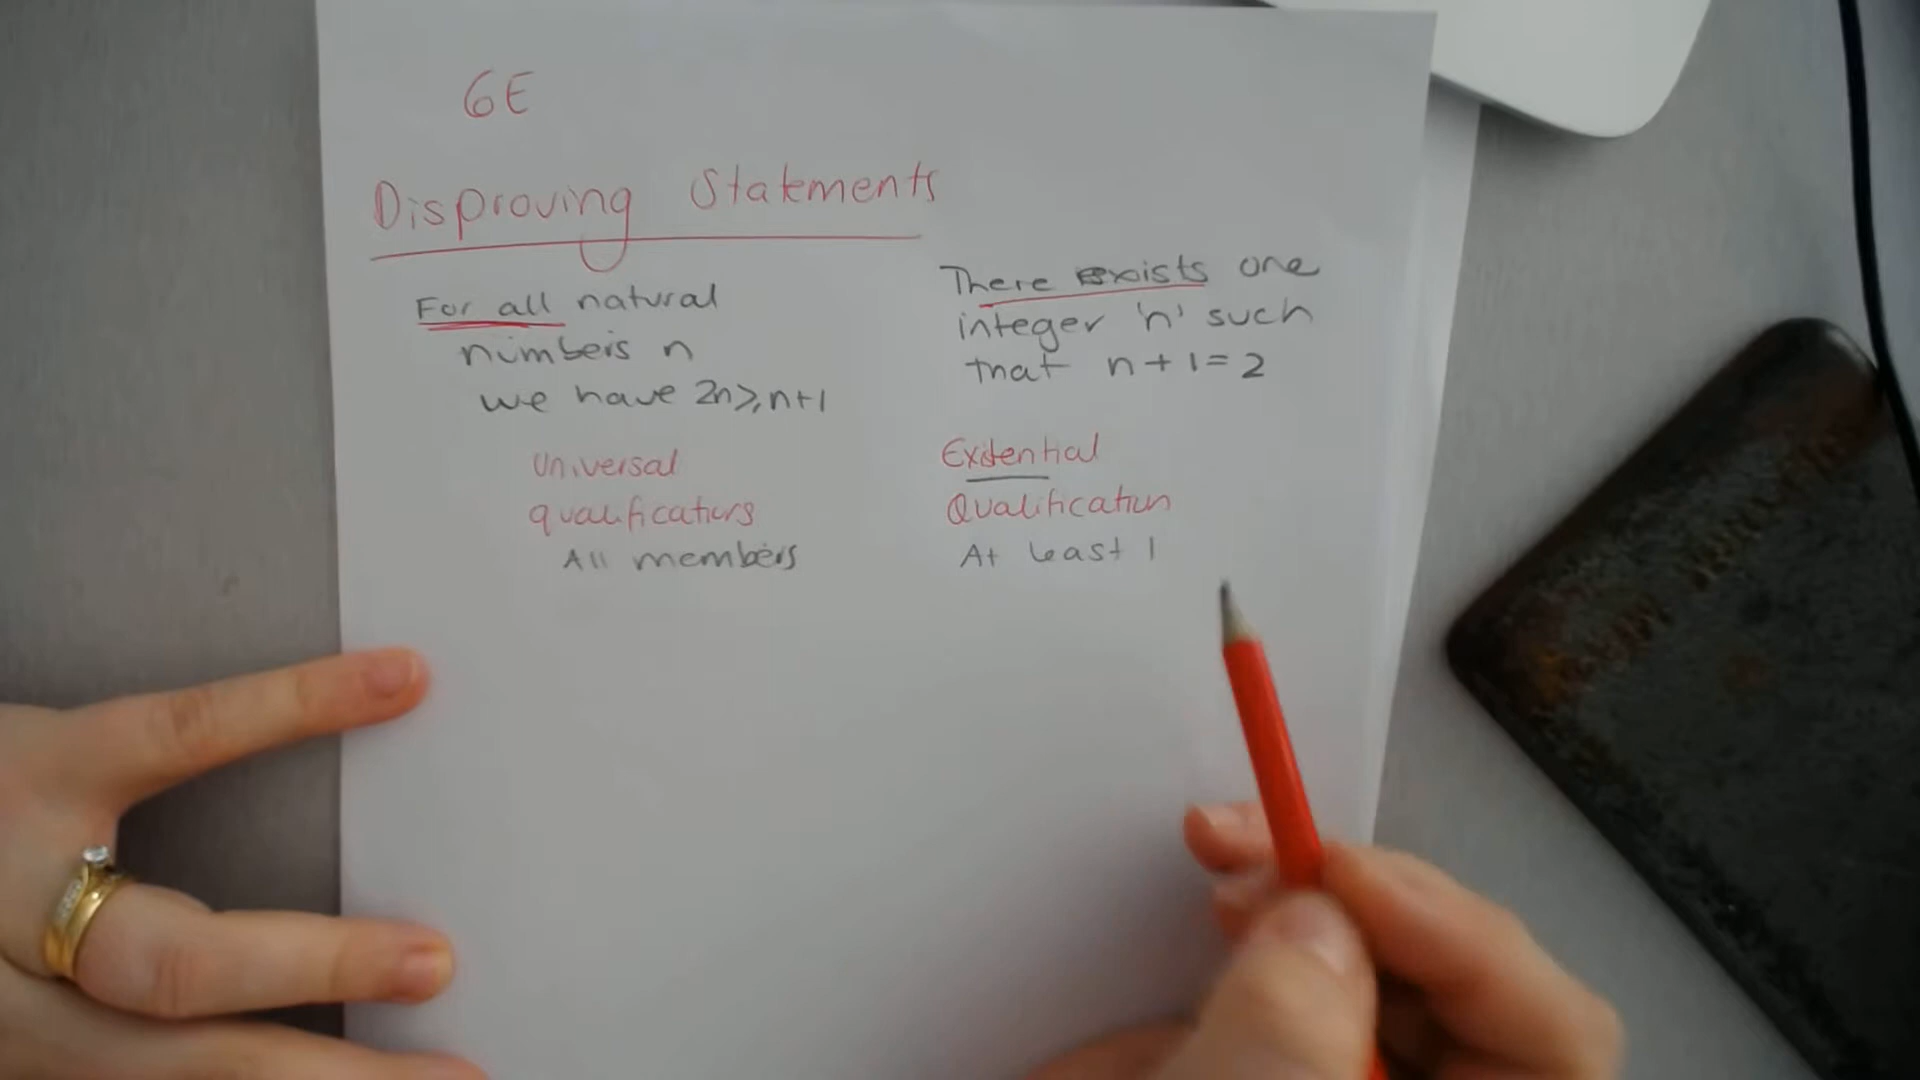 6E
Disproving Statements
For all natural
numbers n
we have 2n⩾n+1
Universal
qualifications
All members
There exists one
integer 'n' such
that n + 1 = 2
Existential
Qualification
At least 1